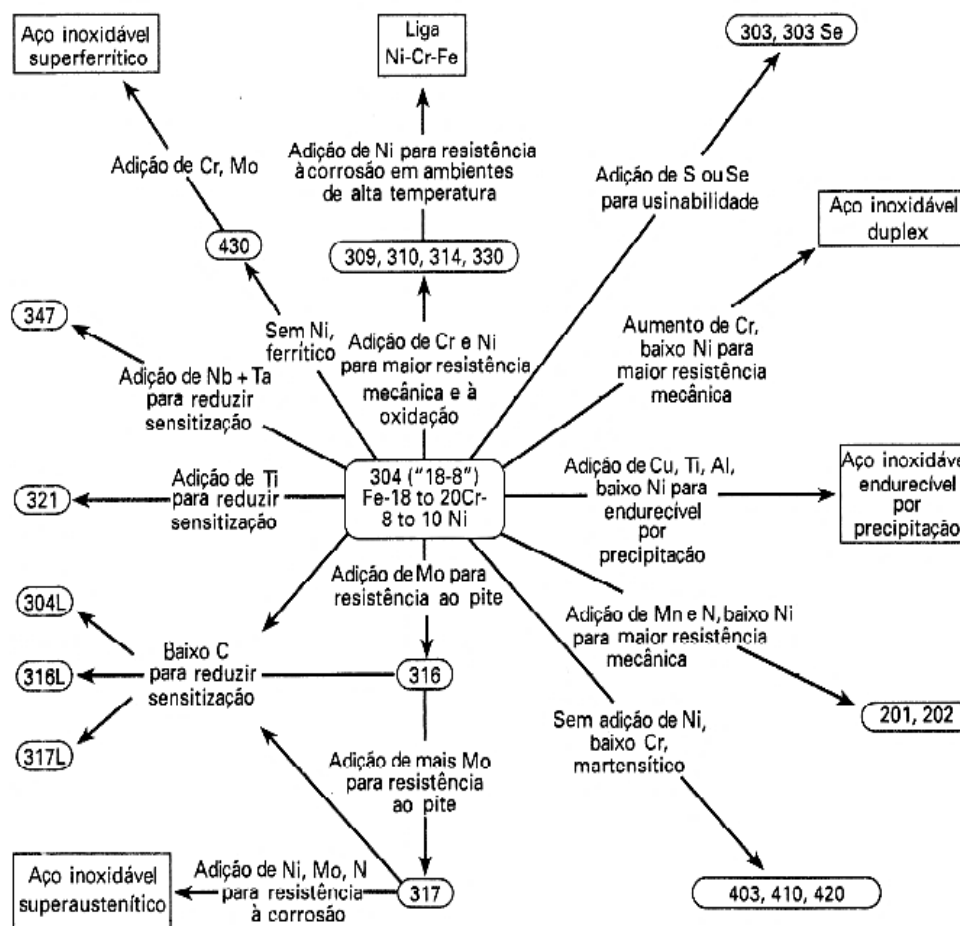 Aço inoxidável
superferrítico
Liga
Ni-Cr-Fe
303, 303 Se
Adição de Cr, Mo
Adição de Ni para resistência
à corrosão em ambientes
de alta temperatura
Adição de S ou Se
para usinabilidade
Aço inoxidável
duplex
430
309, 310, 314, 330
347
Sem Ni,
ferrítico
Adição de Cr e Ni
para maior resistência
mecânica e à
oxidação
Aumento de Cr,
baixo Ni para
maior resistência
mecânica
Adição de Nb + Ta
para reduzir
sensitização
304 ("18-8")
Fe-18 to 20Cr-
8 to 10 Ni
Adição de Ti
para reduzir
sensitização
321
Adição de Cu, Ti, Al,
baixo Ni para
endurecível
por
precipitação
Aço inoxidáve
endurecível
por
precipitação
Adição de Mo para
resistência ao pite
304L
316L
317L
Baixo C
para reduzir
sensitização
316
Adição de Mn e N, baixo Ni
para maior resistência
mecânica
201, 202
Sem adição de Ni,
baixo Cr,
martensítico
Adição de mais Mo
para resistência
ao pite
Aço inoxidável
superaustenítico
Adição de Ni, Mo, N
para resistência
à corrosão
317
403, 410, 420